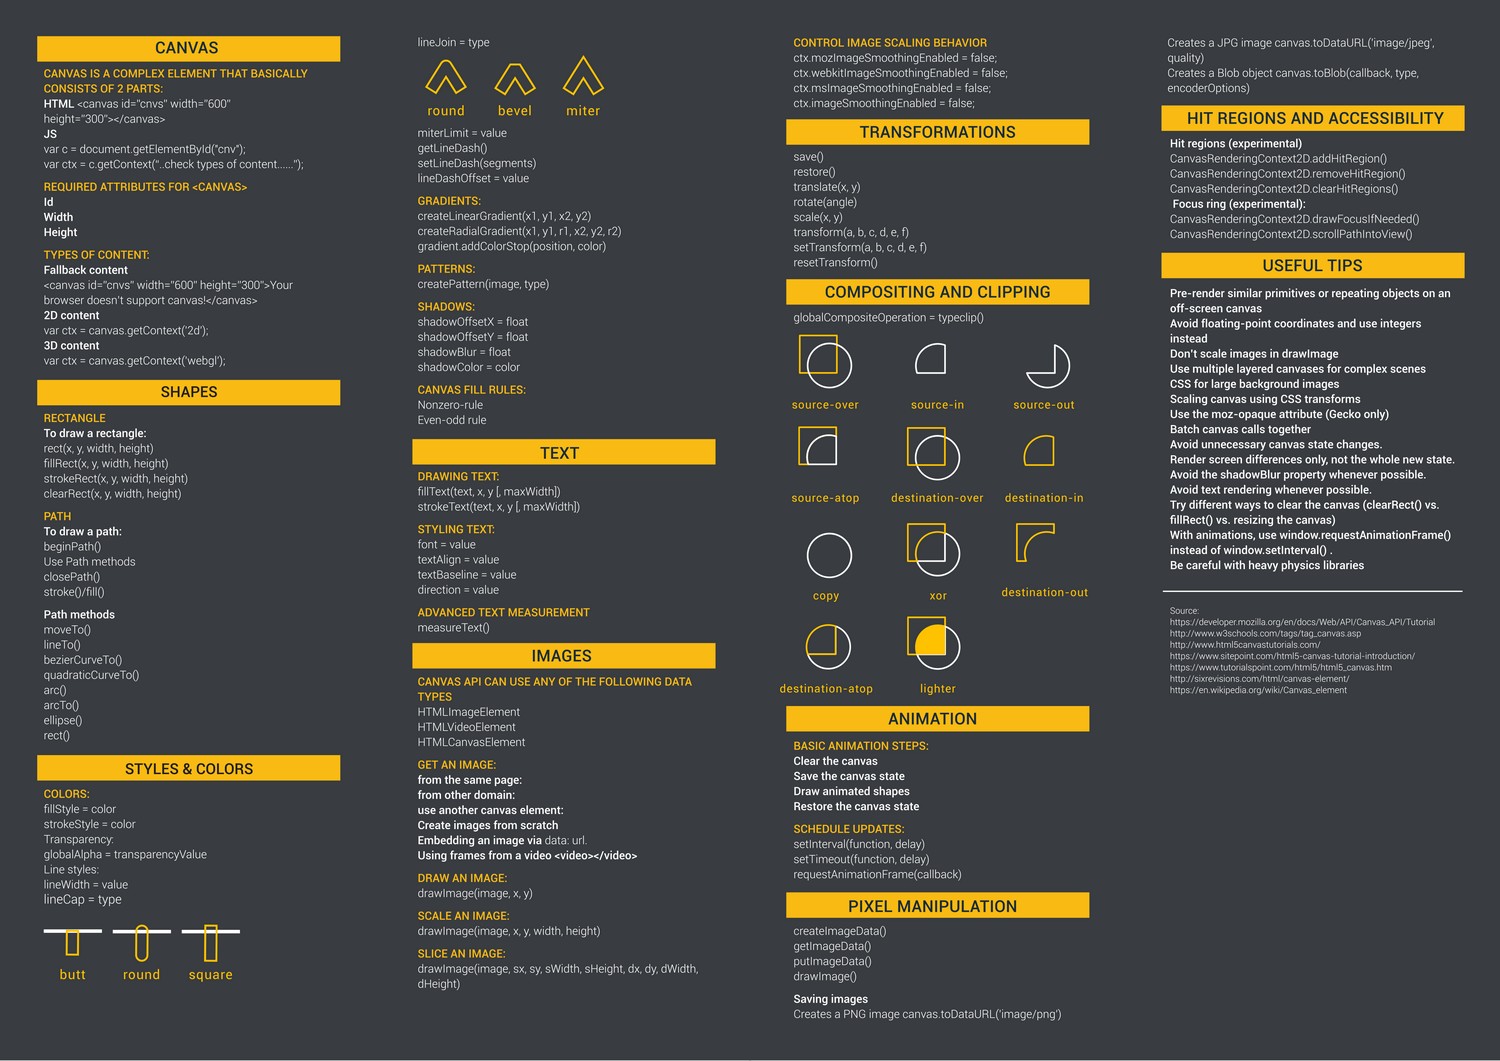 CANVAS
CANVAS IS A COMPLEX ELEMENT THAT BASICALLY
CONSISTS OF 2 PARTS:
HTML <canvas id="cnvs" width="600"
height="300"></canvas>
JS
var c = document.getElementById("cnv");
var ctx = c.getContext("..check types of content......");
REQUIRED ATTRIBUTES FOR <CANVAS>
Id
Width
Height
TYPES OF CONTENT:
Fallback content
<canvas id="cnvs" width="600" height="300">Your
browser doesn't support canvas!</canvas>
2D content
var ctx = canvas.getContext('2d');
3D content
var ctx = canvas.getContext('webgl');
SHAPES
RECTANGLE
To draw a rectangle:
rect(x, y, width, height)
fillRect(x, y, width, height)
strokeRect(x, y, width, height)
clearRect(x, y, width, height)
PATH
To draw a path:
beginPath()
Use Path methods
closePath()
stroke()/fill()
Path methods
moveTo()
lineTo()
bezierCurveTo()
quadraticCurveTo()
arc()
arcTo()
ellipse()
rect()
STYLES & COLORS
COLORS:
fillStyle = color
strokeStyle = color
Transparency:
globalAlpha = transparencyValue
Line styles:
lineWidth = value
lineCap = type
butt round square
lineJoin = type
round bevel miter
miterLimit = value
getLineDash()
setLineDash(segments)
lineDashOffset = value
GRADIENTS:
createLinearGradient(x1, y1, x2, y2)
createRadialGradient(x1, y1, r1, x2, y2, r2)
gradient.addColorStop(position, color)
PATTERNS:
createPattern(image, type)
SHADOWS:
shadowOffsetX = float
shadowOffsetY = float
shadowBlur = float
shadowColor = color
CANVAS FILL RULES:
Nonzero-rule
Even-odd rule
TEXT
DRAWING TEXT:
fillText(text, x, y [, maxWidth])
strokeText(text, x, y [, maxWidth])
STYLING TEXT:
font = value
textAlign = value
textBaseline = value
direction = value
ADVANCED TEXT MEASUREMENT
measureText()
IMAGES
CANVAS API CAN USE ANY OF THE FOLLOWING DATA
TYPES
HTMLImageElement
HTMLVideoElement
HTMLCanvasElement
GET AN IMAGE:
from the same page:
from other domain:
use another canvas element:
Create images from scratch
Embedding an image via data: url.
Using frames from a video <video></video>
DRAW AN IMAGE:
drawImage(image, x, y)
SCALE AN IMAGE:
drawImage(image, x, y, width, height)
SLICE AN IMAGE:
drawImage(image, sx, sy, sWidth, sHeight, dx, dy, dWidth,
dHeight)
CONTROL IMAGE SCALING BEHAVIOR
ctx.mozImageSmoothingEnabled = false;
ctx.webkitImageSmoothingEnabled = false;
ctx.msImageSmoothingEnabled = false;
ctx.imageSmoothingEnabled = false;
TRANSFORMATIONS
save()
restore()
translate(x, y)
rotate(angle)
scale(x, y)
transform(a, b, c, d, e, f)
setTransform(a, b, c, d, e, f)
resetTransform()
COMPOSITING AND CLIPPING
globalCompositeOperation = typeclip()
source-over source-in source-out
source-atop destination-over destination-in
copy xor destination-out
destination-atop lighter
ANIMATION
BASIC ANIMATION STEPS:
Clear the canvas
Save the canvas state
Draw animated shapes
Restore the canvas state
SCHEDULE UPDATES:
setInterval(function, delay)
setTimeout(function, delay)
requestAnimationFrame(callback)
PIXEL MANIPULATION
createImageData()
getImageData()
putImageData()
drawImage()
Saving images
Creates a PNG image canvas.toDataURL('image/png')
Creates a JPG image canvas.toDataURL('image/jpeg',
quality)
Creates a Blob object canvas.toBlob(callback, type,
encoderOptions)
HIT REGIONS AND ACCESSIBILITY
Hit regions (experimental)
CanvasRenderingContext2D.addHitRegion()
CanvasRenderingContext2D.removeHitRegion()
CanvasRenderingContext2D.clearHitRegions()
Focus ring (experimental):
CanvasRenderingContext2D.drawFocusIfNeeded()
CanvasRenderingContext2D.scrollPathIntoView()
USEFUL TIPS
Pre-render similar primitives or repeating objects on an
off-screen canvas
Avoid floating-point coordinates and use integers
instead
Don't scale images in drawImage
Use multiple layered canvases for complex scenes
CSS for large background images
Scaling canvas using CSS transforms
Use the moz-opaque attribute (Gecko only)
Batch canvas calls together
Avoid unnecessary canvas state changes.
Render screen differences only, not the whole new state.
Avoid the shadowBlur property whenever possible.
Avoid text rendering whenever possible.
Try different ways to clear the canvas (clearRect() vs.
fillRect() vs. resizing the canvas)
With animations, use window.requestAnimationFrame()
instead of window.setInterval() .
Be careful with heavy physics libraries
Source:
https://developer.mozilla.org/en/docs/Web/API/Canvas_API/Tutorial
http://www.w3schools.com/tags/tag_canvas.asp
http://www.html5canvastutorials.com/
https://www.sitepoint.com/html5-canvas-tutorial-introduction/
https://www.tutorialspoint.com/html5/html5_canvas.htm
http://sixrevisions.com/html/canvas-element/
https://en.wikipedia.org/wiki/Canvas_element